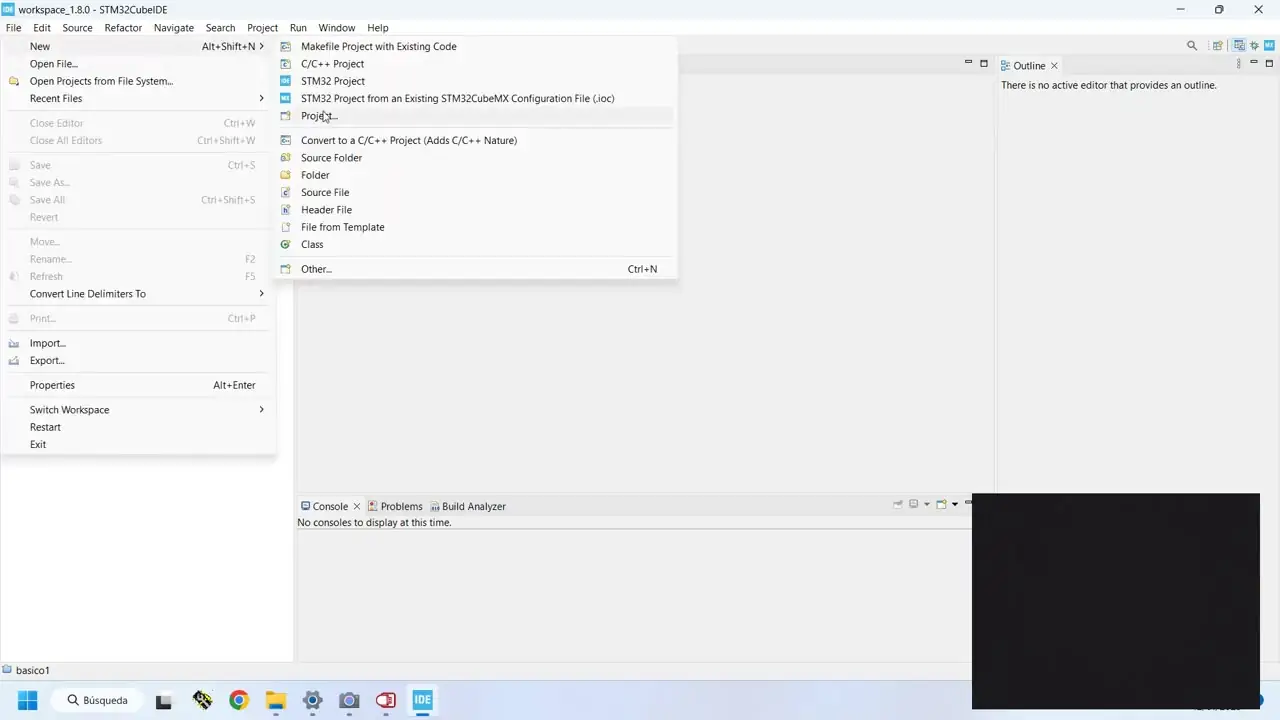 workspace_1.8.0 - STM32CubeIDE
File Edit Source Refactor Navigate Search Project Run Window Help
New Alt+Shift+N
Open File...
Open Projects from File System...
Recent Files
Close Editor Ctrl+W
Close All Editors Ctrl+Shift+W
Save Ctrl+S
Save As...
Save All Ctrl+Shift+S
Revert
Move...
Rename... F2
Refresh F5
Convert Line Delimiters To
Print... Ctrl+P
Import...
Export...
Properties Alt+Enter
Switch Workspace
Restart
Exit
Makefile Project with Existing Code
C/C++ Project
STM32 Project
STM32 Project from an Existing STM32CubeMX Configuration File (.ioc)
Project...
Convert to a C/C++ Project (Adds C/C++ Nature)
Source Folder
Folder
Source File
Header File
File from Template
Class
Other... Ctrl+N
Outline
There is no active editor that provides an outline.
Console Problems Build Analyzer
No consoles to display at this time.
basico1
Búsqueda
IDE